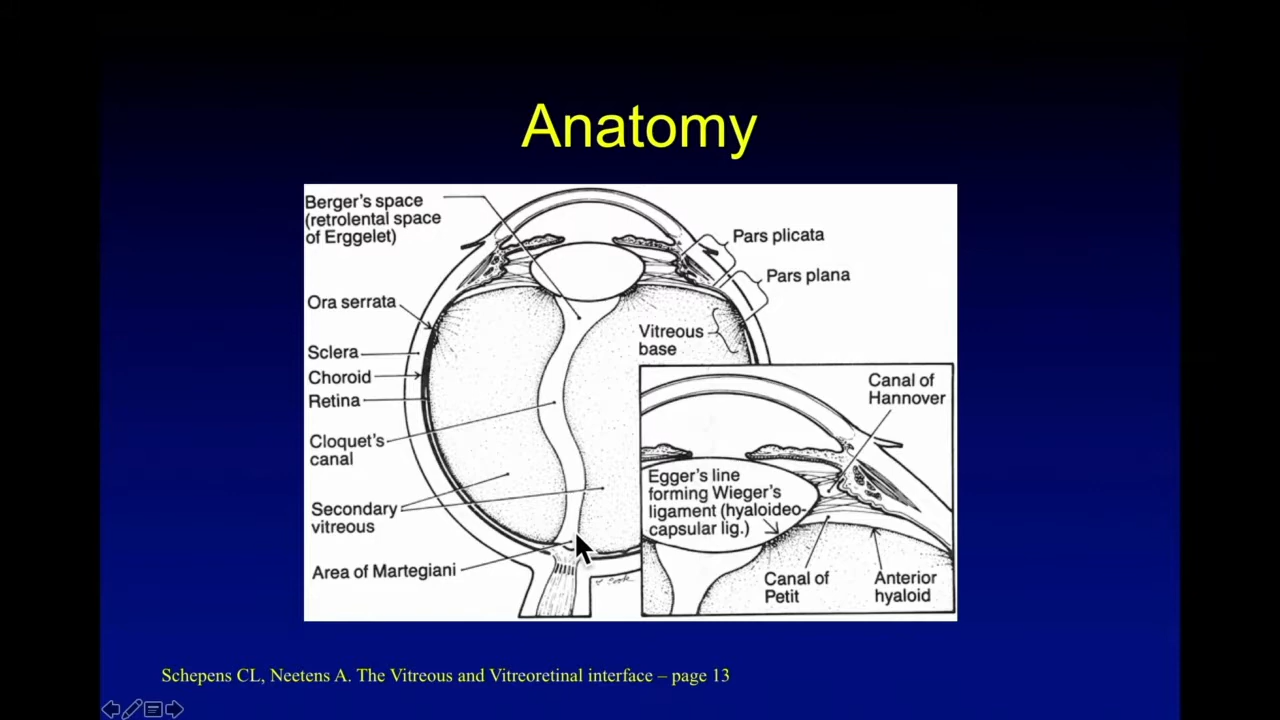 Anatomy
Berger's space
(retrolental space
of Erggelet)
Pars plicata
Pars plana
Ora serrata
Vitreous
base
Sclera
Choroid
Retina
Cloquet's
canal
Secondary
vitreous
Area of Martegiani
Canal of
Hannover
Egger's line
forming Wieger's
ligament (hyaloideo-
capsular lig.)
Canal of
Petit
Anterior
hyaloid
Schepens CL, Neetens A. The Vitreous and Vitreoretinal interface – page 13